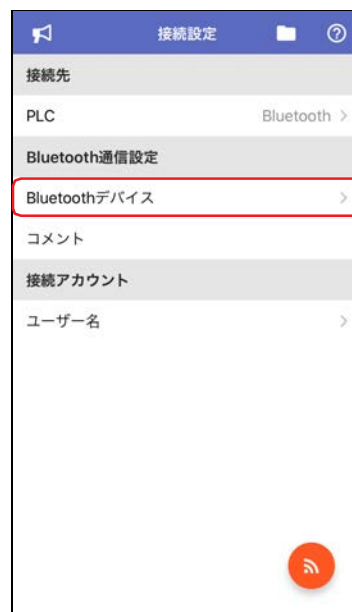 接続設定
接続先
PLC Bluetooth
Bluetooth通信設定
Bluetoothデバイス
コメント
接続アカウント
ユーザー名